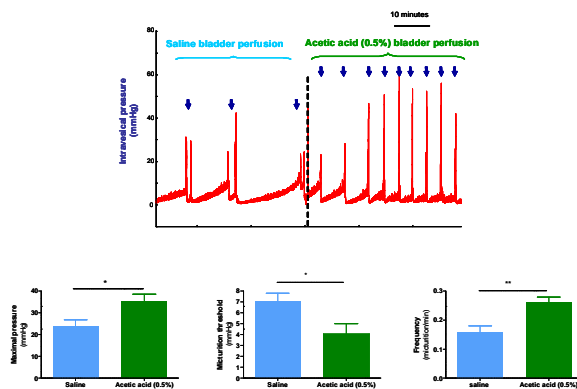 10 minutes
Saline bladder perfusion
Acetic acid (0.5%) bladder perfusion
Intravesical pressure
(mmHg)
80
60
40
20
0
*
Maximal pressure
(mmHg)
40
30
20
10
0
Saline
Acetic acid (0.5%)
*
Micturition threshold
(mmHg)
8
7
6
5
4
3
2
1
0
Saline
Acetic acid (0.5%)
**
Frequency
(micturition/min)
0.3
0.2
0.1
0.0
saline
Acetic acid (0.5%)